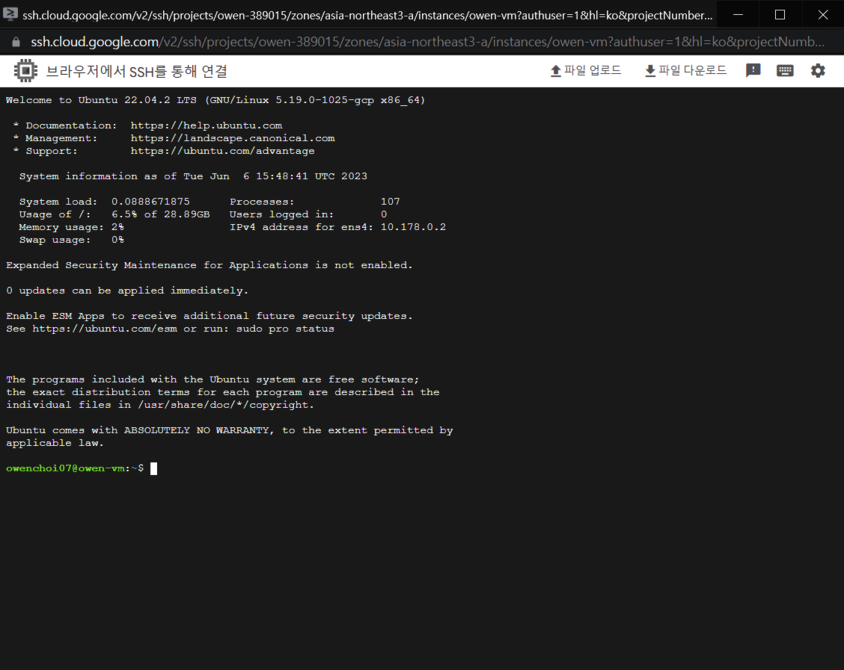 ssh.cloud.google.com/v2/ssh/projects/owen-389015/zones/asia-northeast3-a/instances/owen-vm?authuser=1&hl=ko&projectNumber...
ssh.cloud.google.com/v2/ssh/projects/owen-389015/zones/asia-northeast3-a/instances/owen-vm?authuser=1&hl=ko&projectNumb...
브라우저에서 SSH를 통해 연결 파일 업로드 파일 다운로드
Welcome to Ubuntu 22.04.2 LTS (GNU/Linux 5.19.0-1025-gcp x86_64)
* Documentation: https://help.ubuntu.com
* Management: https://landscape.canonical.com
* Support: https://ubuntu.com/advantage
System information as of Tue Jun 6 15:48:41 UTC 2023
System load: 0.0888671875 Processes: 107
Usage of /: 6.5% of 28.89GB Users logged in: 0
Memory usage: 2% IPv4 address for ens4: 10.178.0.2
Swap usage: 0%
Expanded Security Maintenance for Applications is not enabled.
0 updates can be applied immediately.
Enable ESM Apps to receive additional future security updates.
See https://ubuntu.com/esm or run: sudo pro status
The programs included with the Ubuntu system are free software;
the exact distribution terms for each program are described in the
individual files in /usr/share/doc/*/copyright.
Ubuntu comes with ABSOLUTELY NO WARRANTY, to the extent permitted by
applicable law.
owenchoi07@owen-vm:~$